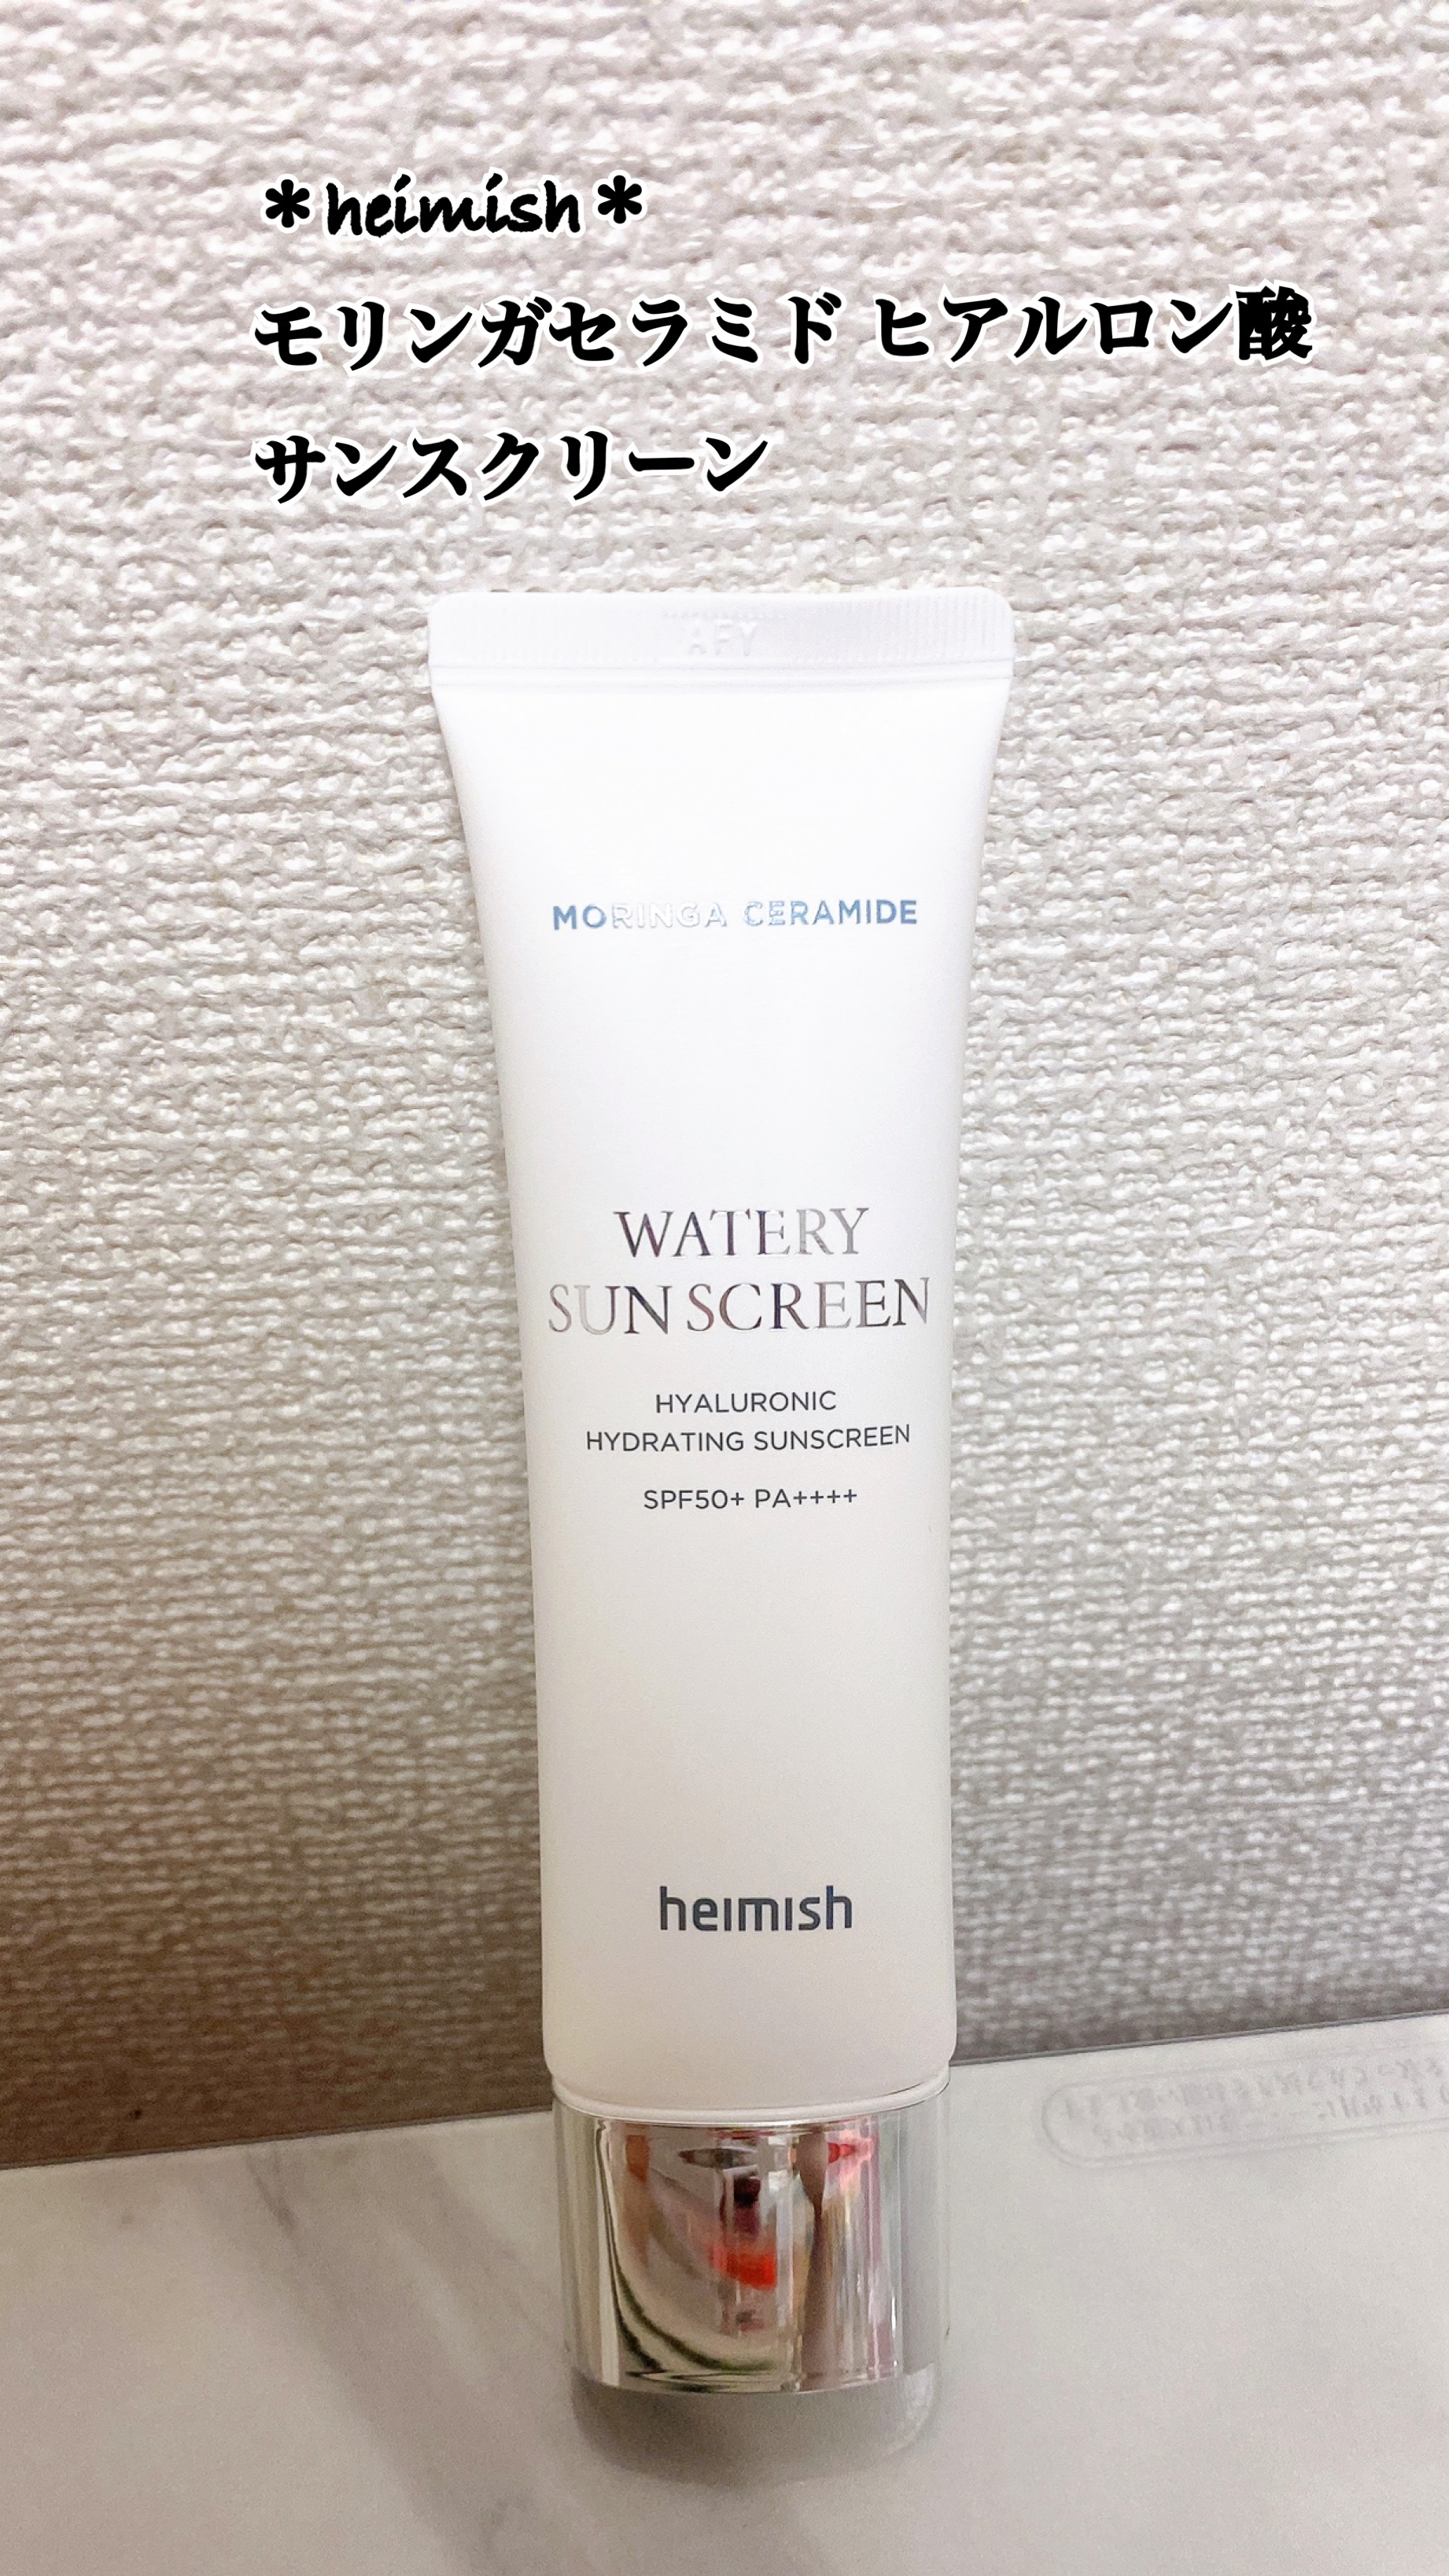 *heimish*
モリンガセラミド ヒアルロン酸
サンスクリーン
MORINGA CERAMIDE
WATERY
SUN SCREEN
HYALURONIC
HYDRATING SUNSCREEN
SPF50+ PA++++
heimish